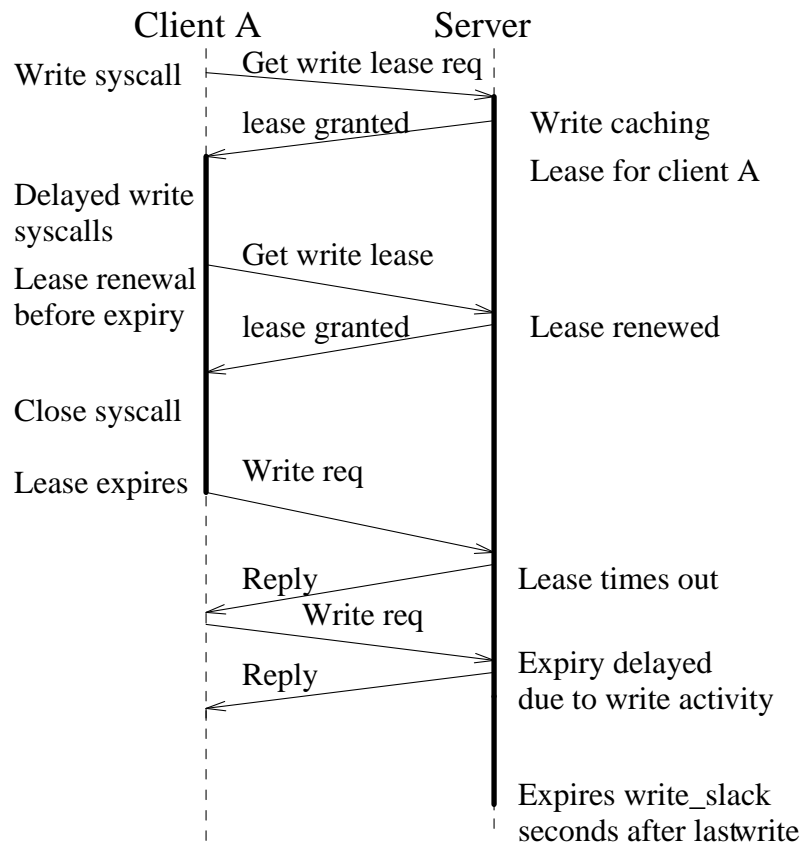 Client A
Server
Write syscall
Get write lease req
lease granted
Write caching
Lease for client A
Delayed write
syscalls
Get write lease
Lease renewal
before expiry
lease granted
Lease renewed
Close syscall
Write req
Lease expires
Reply
Lease times out
Write req
Reply
Expiry delayed
due to write activity
Expires write_slack
seconds after lastwrite